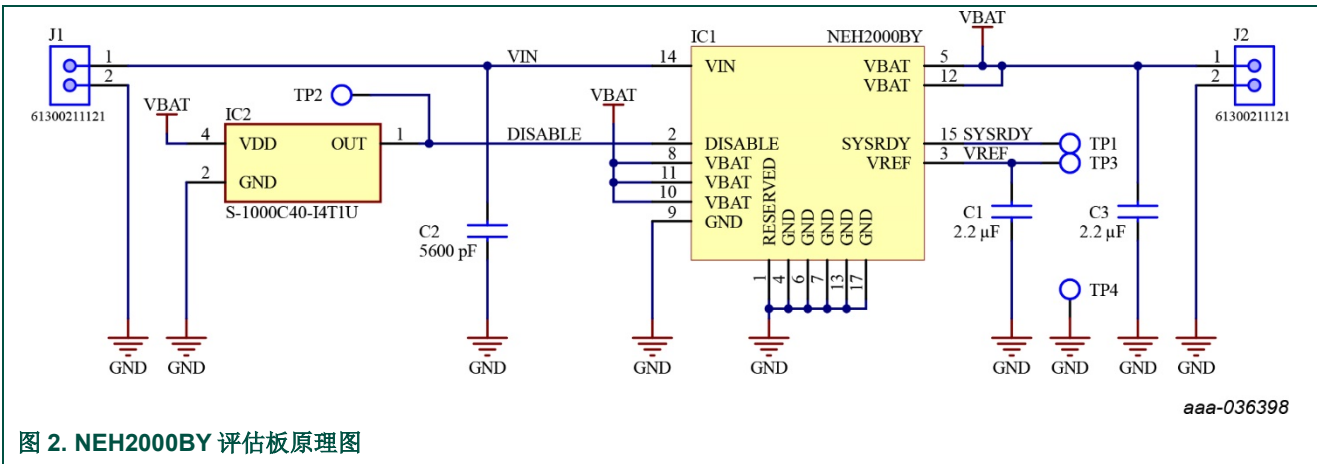 VBAT
J1
IC1
NEH2000BY
J2
1
VIN
14
VIN
VBAT
5
1
2
VBAT
12
2
61300211121
TP2
VBAT
61300211121
VBAT
IC2
4
VDD
OUT
1
DISABLE
2
DISABLE
SYSRDY
15
SYSRDY
TP1
8
VBAT
VREF
3
VREF
TP3
2
GND
11
VBAT
10
VBAT
S-1000C40-I4T1U
9
GND
RESERVED
GND
GND
GND
GND
GND
C2
5600 pF
C1
2.2 µF
C3
2.2 µF
1
4
6
7
13
17
TP4
GND
GND
GND
GND
GND
GND
GND
GND
GND
aaa-036398
图 2. NEH2000BY 评估板原理图